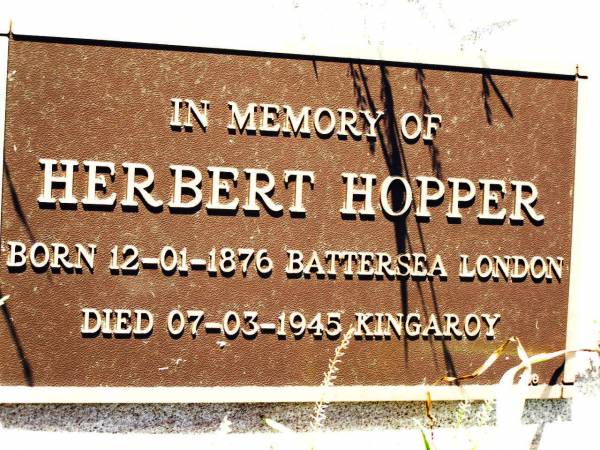 IN MEMORY OF
HERBERT HOPPER
BORN 12-01-1876 BATTERSEA LONDON
DIED 07-03-1945 KINGAROY